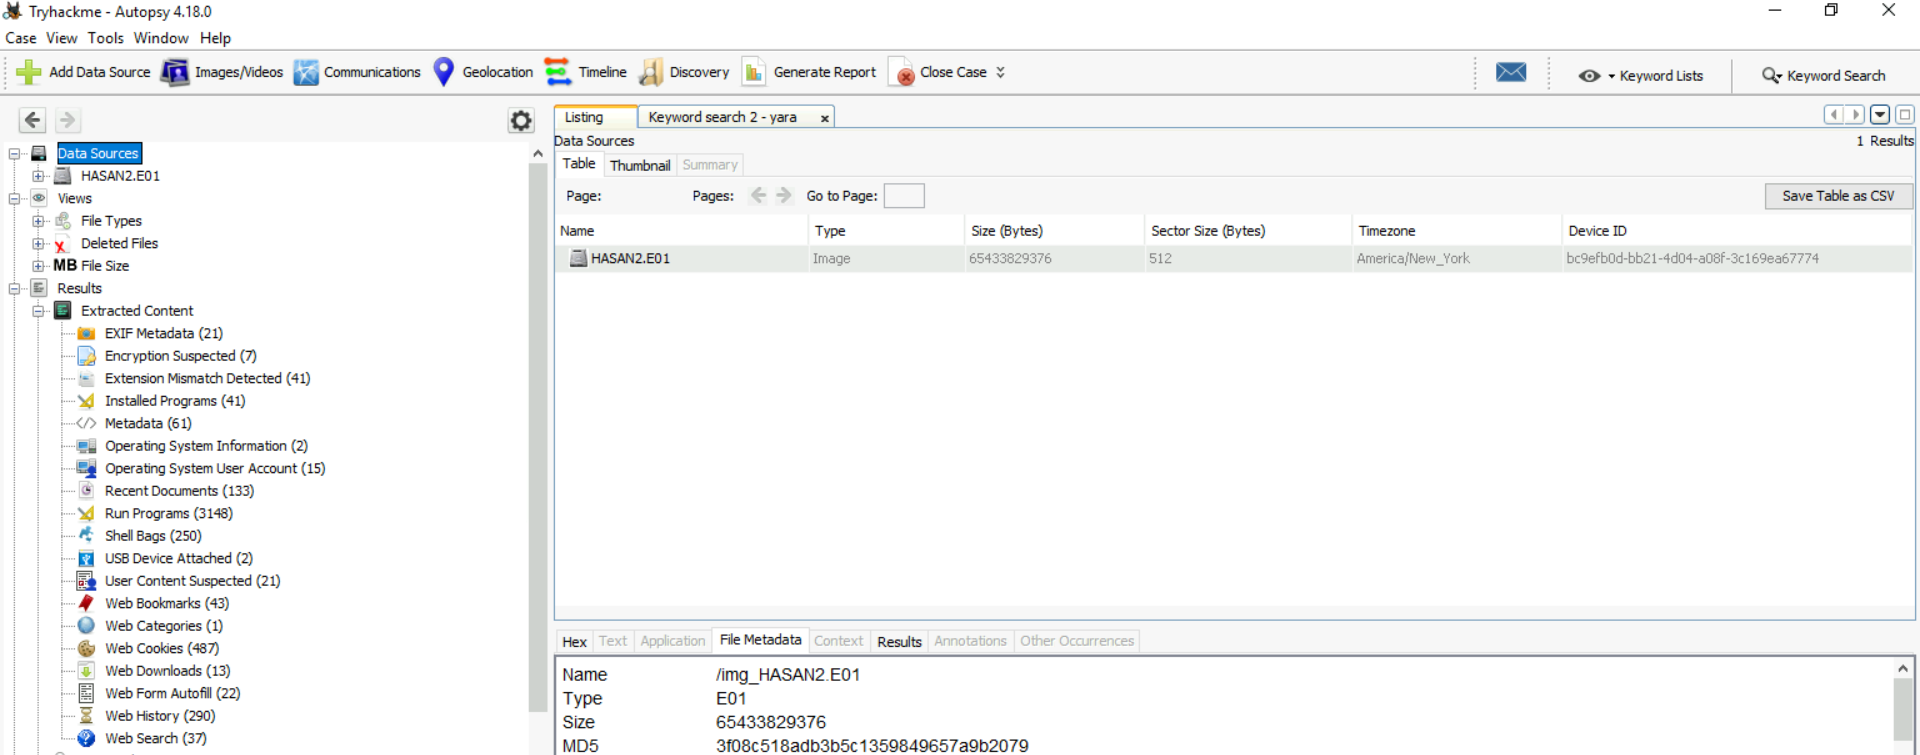 Tryhackme - Autopsy 4.18.0
Case View Tools Window Help
Add Data Source Images/Videos Communications Geolocation Timeline Discovery Generate Report Close Case Keyword Lists Keyword Search
Listing Keyword search 2 - yara x
Data Sources 1 Results
Table Thumbnail Summary
Page: Pages: Go to Page: Save Table as CSV
Name Type Size (Bytes) Sector Size (Bytes) Timezone Device ID
HASAN2.E01 Image 65433829376 512 America/New_York bc9efb0d-bb21-4d04-a08f-3c169ea67774
Data Sources
HASAN2.E01
Views
File Types
Deleted Files
MB File Size
Results
Extracted Content
EXIF Metadata (21)
Encryption Suspected (7)
Extension Mismatch Detected (41)
Installed Programs (41)
Metadata (61)
Operating System Information (2)
Operating System User Account (15)
Recent Documents (133)
Run Programs (3148)
Shell Bags (250)
USB Device Attached (2)
User Content Suspected (21)
Web Bookmarks (43)
Web Categories (1)
Web Cookies (487)
Web Downloads (13)
Web Form Autofill (22)
Web History (290)
Web Search (37)
Hex Text Application File Metadata Context Results Annotations Other Occurrences
Name /img_HASAN2.E01
Type E01
Size 65433829376
MD5 3f08c518adb3b5c1359849657a9b2079